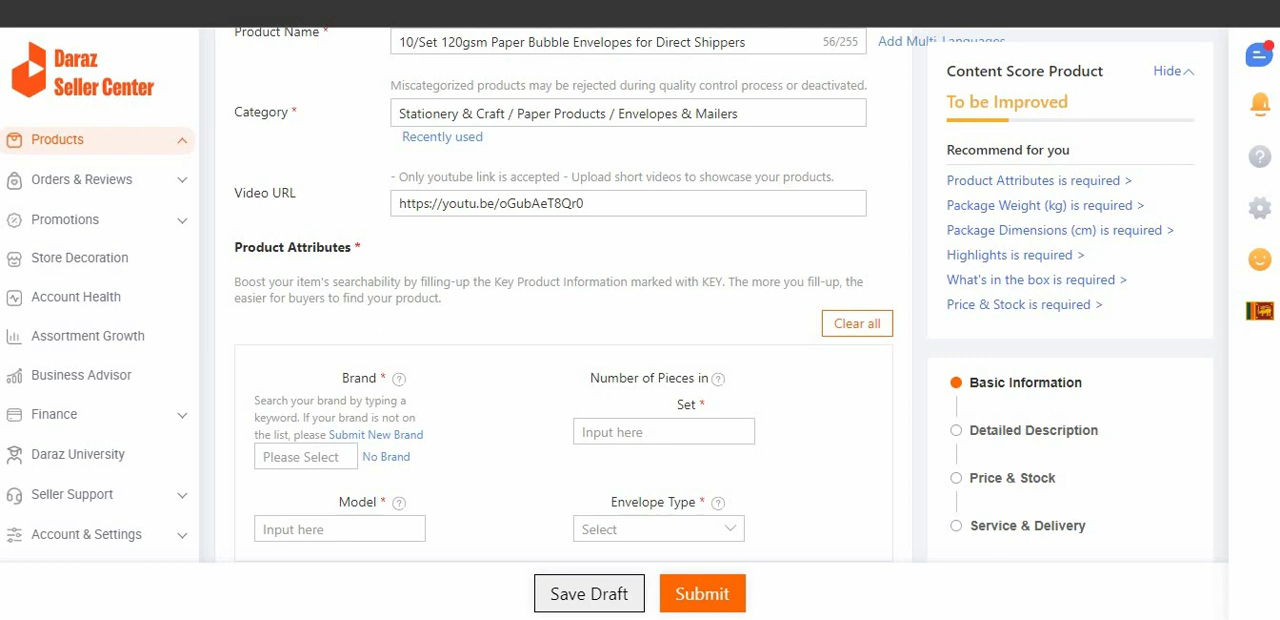 Daraz
Seller Center
Products
Orders & Reviews
Promotions
Store Decoration
Account Health
Assortment Growth
Business Advisor
Finance
Daraz University
Seller Support
Account & Settings
Product Name *
10/Set 120gsm Paper Bubble Envelopes for Direct Shippers
56/255
Add Multi-Languages
Miscategorized products may be rejected during quality control process or deactivated.
Category *
Stationery & Craft / Paper Products / Envelopes & Mailers
Recently used
- Only youtube link is accepted - Upload short videos to showcase your products.
Video URL
https://youtu.be/oGubAeT8Qr0
Product Attributes *
Boost your item's searchability by filling-up the Key Product Information marked with KEY. The more you fill-up, the
easier for buyers to find your product.
Clear all
Brand * ?
Search your brand by typing a
keyword. If your brand is not on
the list, please Submit New Brand
Please Select
No Brand
Number of Pieces in ?
Set *
Input here
Model * ?
Input here
Envelope Type * ?
Select
Save Draft
Submit
Content Score Product
Hide
To be Improved
Recommend for you
Product Attributes is required >
Package Weight (kg) is required >
Package Dimensions (cm) is required >
Highlights is required >
What's in the box is required >
Price & Stock is required >
Basic Information
Detailed Description
Price & Stock
Service & Delivery
?